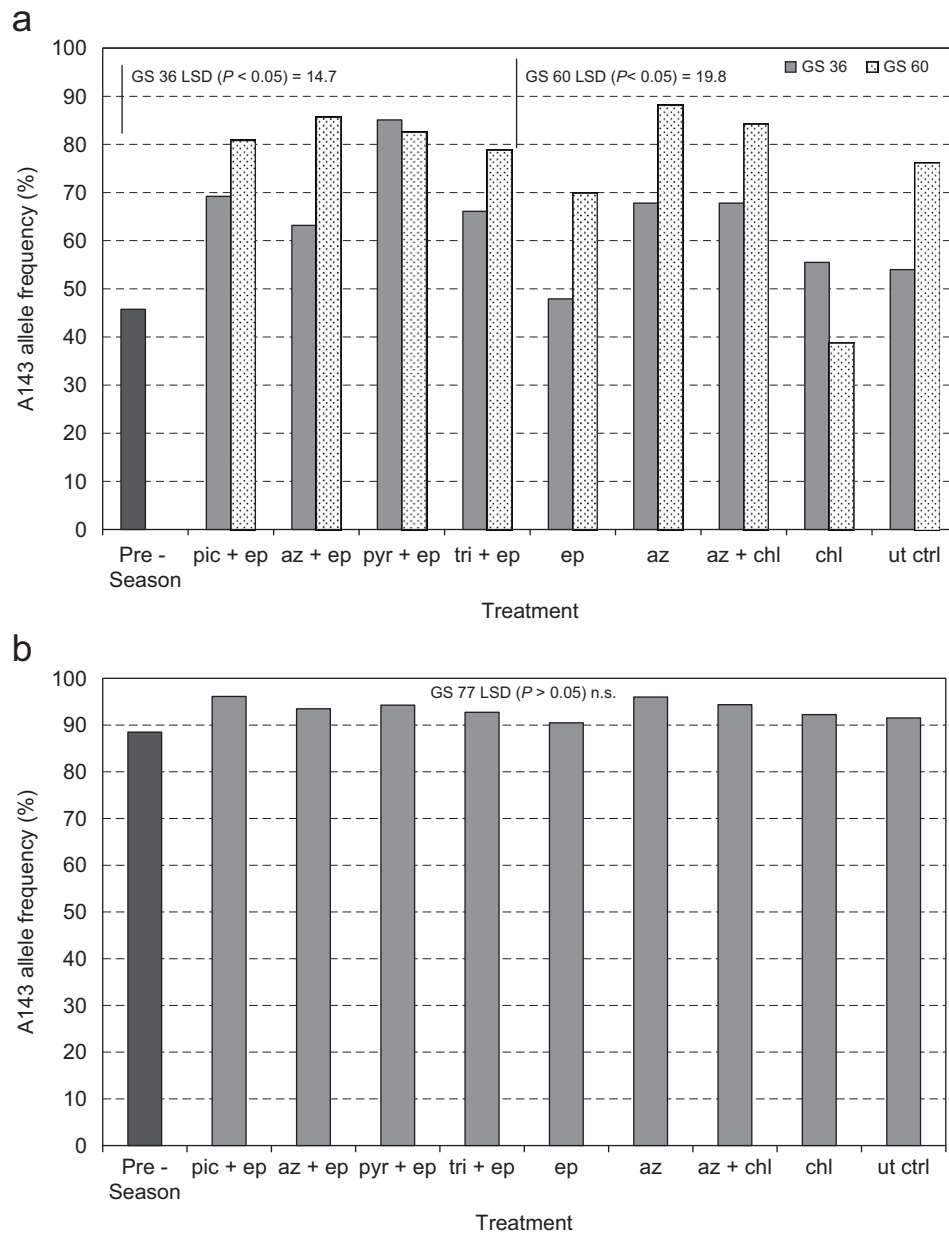 a
100
90
80
70
60
50
40
30
20
10
0
A143 allele frequency (%)
GS 36 LSD (P < 0.05) = 14.7
GS 60 LSD (P< 0.05) = 19.8
GS 36 GS 60
Pre - Season pic + ep az + ep pyr + ep tri + ep ep az az + chl chl ut ctrl
Treatment
b
100
90
80
70
60
50
40
30
20
10
0
A143 allele frequency (%)
GS 77 LSD (P > 0.05) n.s.
Pre - Season pic + ep az + ep pyr + ep tri + ep ep az az + chl chl ut ctrl
Treatment